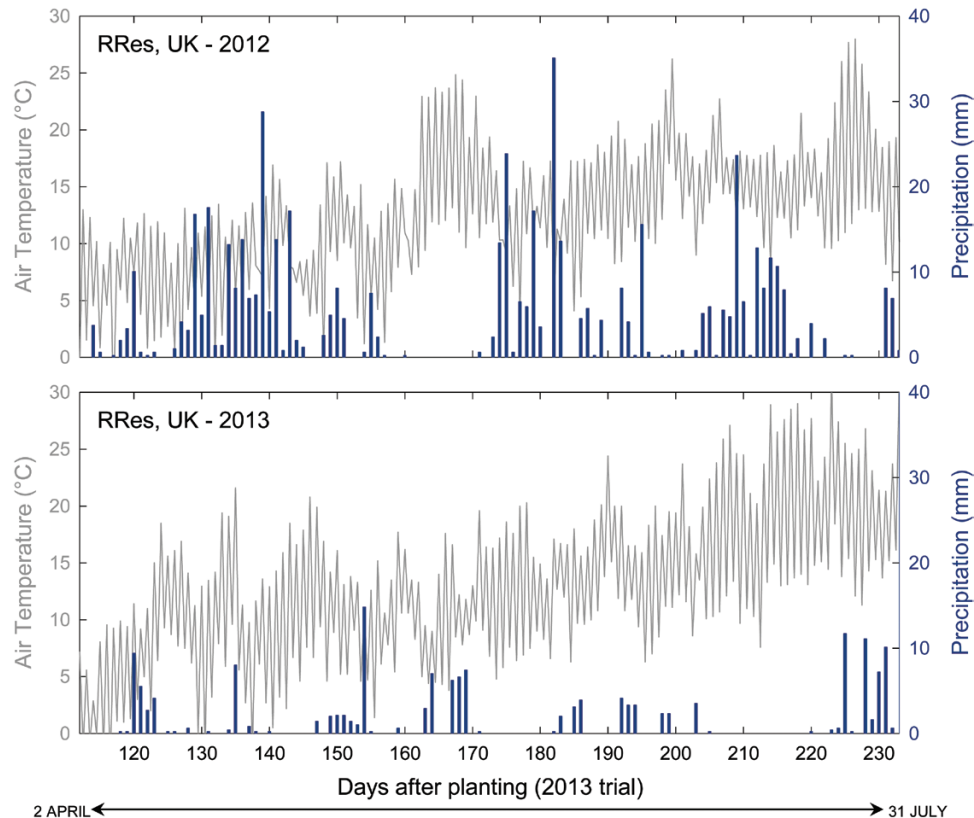 30 RRes, UK - 2012 40
25
20 30
15 20
10
5 10
0 0
Air Temperature (°C)
Precipitation (mm)
30 RRes, UK - 2013 40
25
20 30
15 20
10
5 10
0 0
Air Temperature (°C)
Precipitation (mm)
120 130 140 150 160 170 180 190 200 210 220 230
Days after planting (2013 trial)
2 APRIL 31 JULY